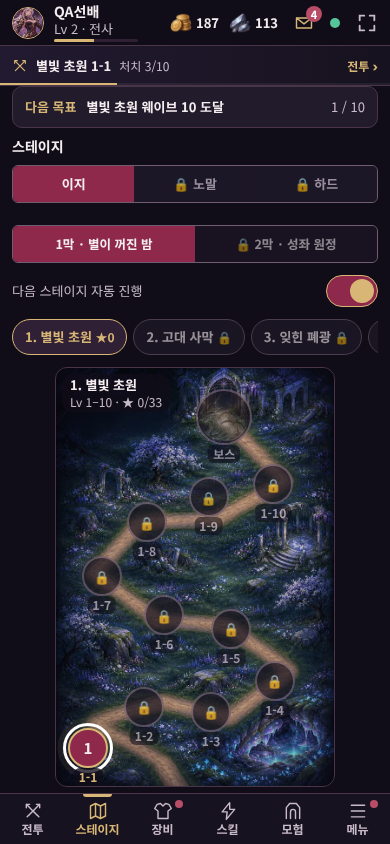 QA선배
Lv 2 · 전사
187
113
4
별빛 초원 1-1 처치 3/10
전투 ›
다음 목표 별빛 초원 웨이브 10 도달 1 / 10
스테이지
이지
노말
하드
1막 · 별이 꺼진 밤
2막 · 성좌 원정
다음 스테이지 자동 진행
1. 별빛 초원 ★0
2. 고대 사막
3. 잊힌 폐광
1. 별빛 초원
Lv 1–10 · ★ 0/33
보스
1-10
1-9
1-8
1-7
1-6
1-5
1-4
1-3
1-2
1
1-1
전투
스테이지
장비
스킬
모험
메뉴